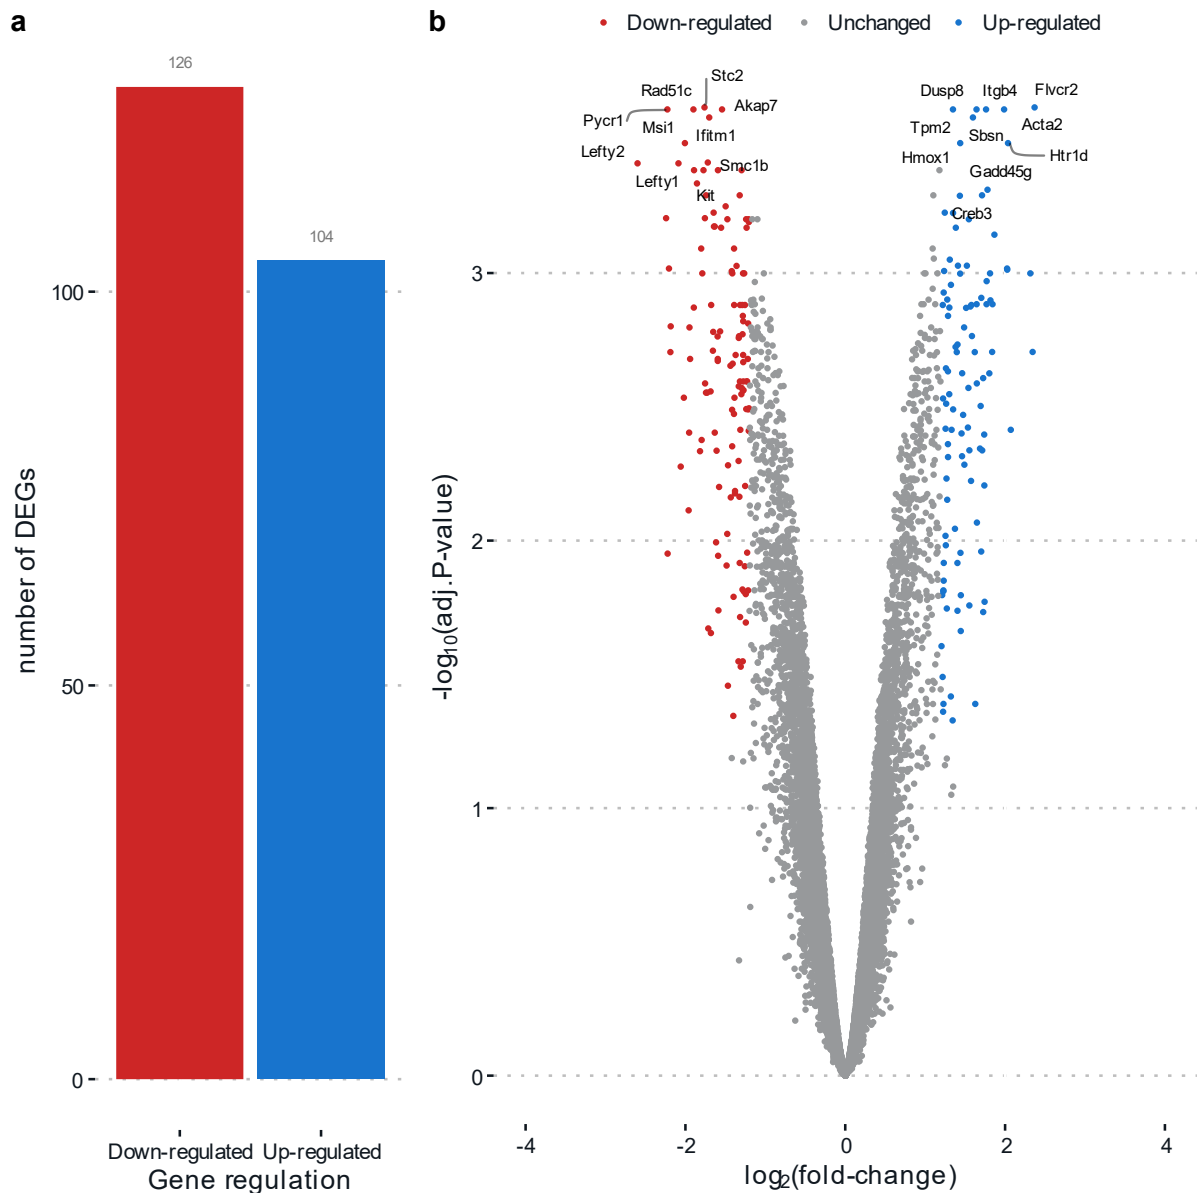 a
126
104
100
50
0
number of DEGs
Down-regulated
Up-regulated
Gene regulation
b
Down-regulated
Unchanged
Up-regulated
Stc2
Rad51c
Akap7
Pycr1
Msi1
Ifitm1
Lefty2
Smc1b
Lefty1
Kit
Dusp8
Itgb4
Flvcr2
Tpm2
Sbsn
Acta2
Hmox1
Htr1d
Gadd45g
Creb3
3
2
1
0
-log10(adj.P-value)
-4
-2
0
2
4
log2(fold-change)